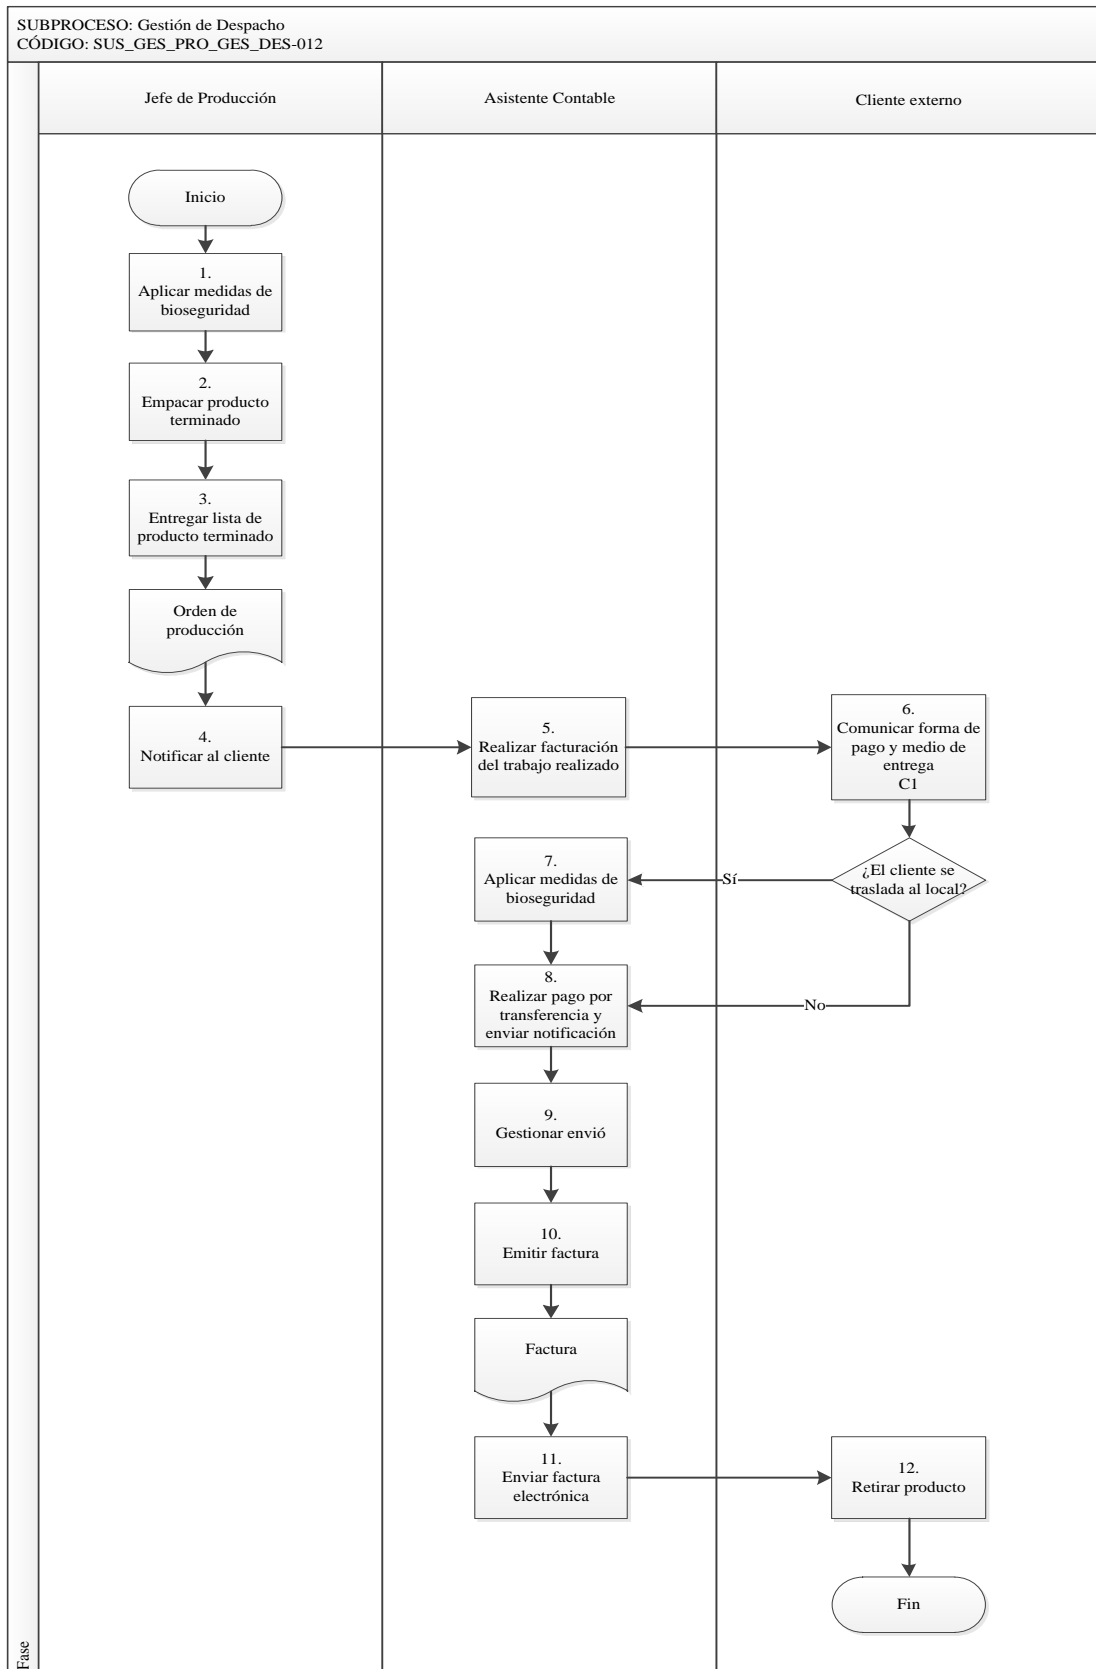 SUBPROCESO: Gestión de Despacho
CÓDIGO: SUS_GES_PRO_GES_DES-012
Jefe de Producción
Asistente Contable
Cliente externo
Inicio
1.
Aplicar medidas de
bioseguridad
2.
Empacar producto
terminado
3.
Entregar lista de
producto terminado
Orden de
producción
4.
Notificar al cliente
5.
Realizar facturación
del trabajo realizado
6.
Comunicar forma de
pago y medio de
entrega
C1
¿El cliente se
traslada al local?
Sí
No
7.
Aplicar medidas de
bioseguridad
8.
Realizar pago por
transferencia y
enviar notificación
9.
Gestionar envió
10.
Emitir factura
Factura
11.
Enviar factura
electrónica
12.
Retirar producto
Fin
Fase